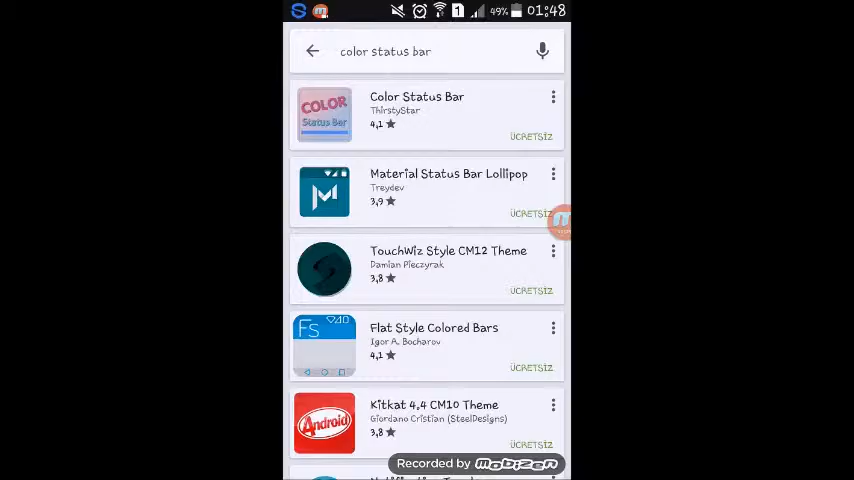 1 49% 01:48
color status bar
COLOR
Status Bar
Color Status Bar
ThirstyStar
4,1
ÜCRETSİZ
M
Material Status Bar Lollipop
Treydev
3,9
ÜCRETSİZ
TouchWiz Style CM12 Theme
Damian Pieczyrak
3,8
ÜCRETSİZ
Fs
Flat Style Colored Bars
Igor A. Bocharov
4,1
ÜCRETSİZ
Android
Kitkat 4.4 CM10 Theme
Giordano Cristian (SteelDesigns)
3,8
ÜCRETSİZ
Recorded by mobizen